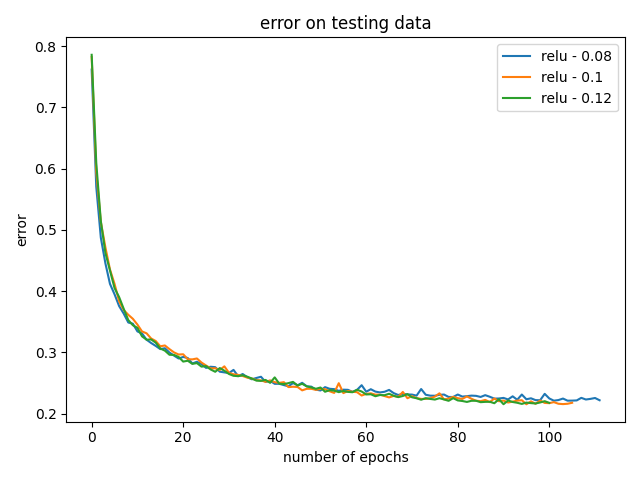 error on testing data
relu - 0.08
relu - 0.1
relu - 0.12
error
0.8
0.7
0.6
0.5
0.4
0.3
0.2
0
20
40
60
80
100
number of epochs